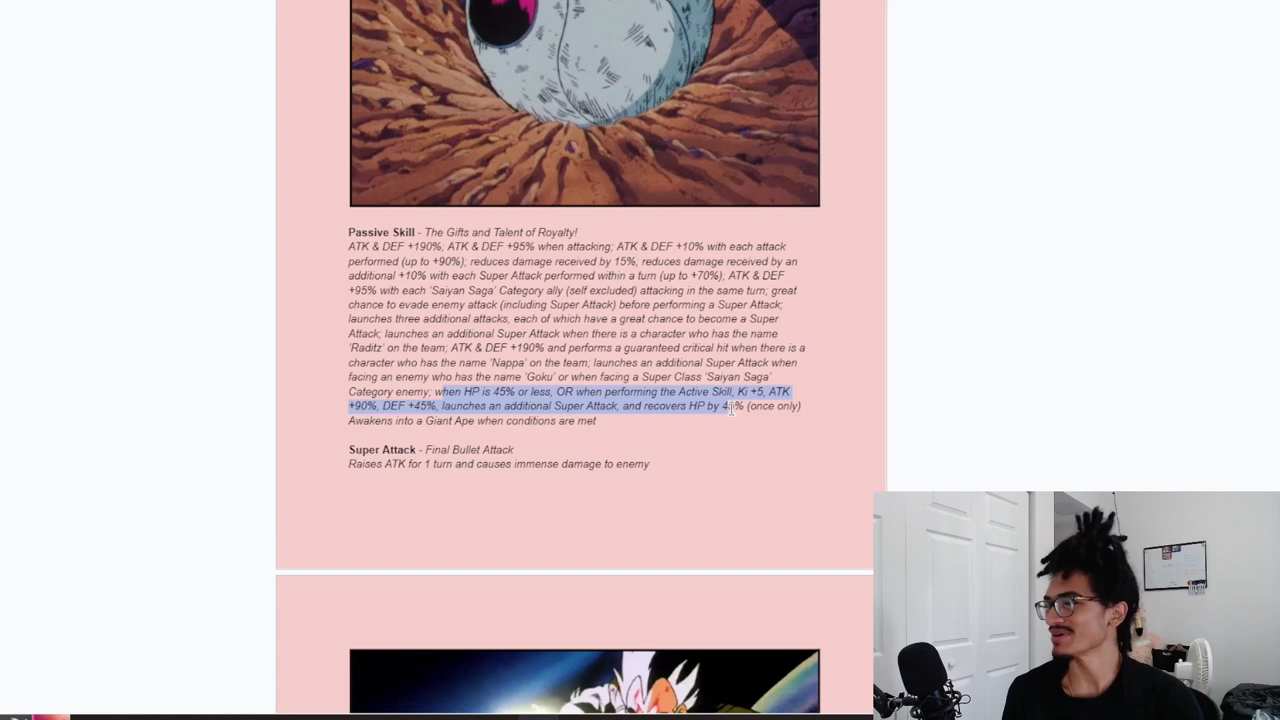 Passive Skill - The Gifts and Talent of Royalty!
ATK & DEF +190%; ATK & DEF +95% when attacking; ATK & DEF +10% with each attack
performed (up to +90%); reduces damage received by 15%; reduces damage received by an
additional +10% with each Super Attack performed within a turn (up to +70%); ATK & DEF
+95% with each ‘Saiyan Saga’ Category ally (self excluded) attacking in the same turn; great
chance to evade enemy attack (including Super Attack) before performing a Super Attack;
launches three additional attacks, each of which have a great chance to become a Super
Attack; launches an additional Super Attack when there is a character who has the name
‘Raditz’ on the team; ATK & DEF +190% and performs a guaranteed critical hit when there is a
character who has the name ‘Nappa’ on the team; launches an additional Super Attack when
facing an enemy who has the name ‘Goku’ or when facing a Super Class ‘Saiyan Saga’
Category enemy; when HP is 45% or less, OR when performing the Active Skill, Ki +5, ATK
+90%, DEF +45%, launches an additional Super Attack, and recovers HP by (once only)
Awakens into a Giant Ape when conditions are met
Super Attack - Final Bullet Attack
Raises ATK for 1 turn and causes immense damage to enemy